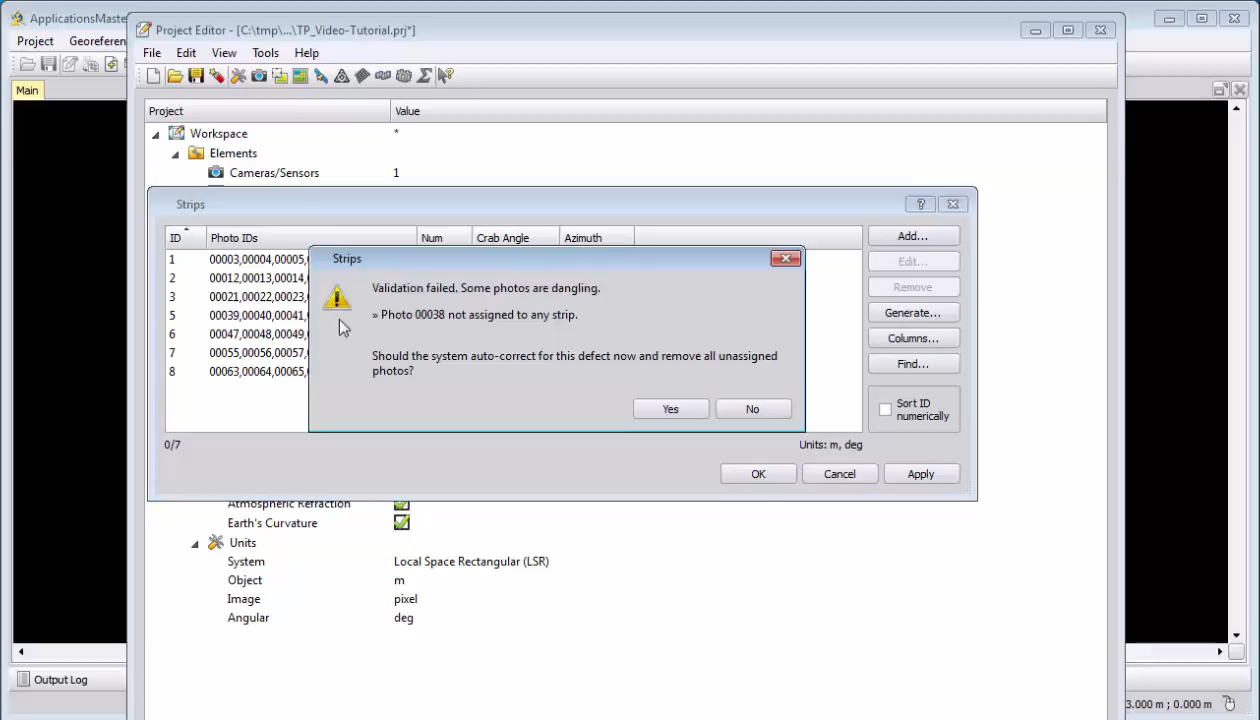 ApplicationsMaste
Project Editor - [C:\tmp\...\TP_Video-Tutorial.prj*]
Project Georeferen
File Edit View Tools Help
Main
Project Value
Workspace *
Elements
Cameras/Sensors 1
Strips
ID Photo IDs Num Crab Angle Azimuth
Add...
1 00003,00004,00005,
Edit...
2 00012,00013,00014,
Remove
3 00021,00022,00023,
Generate...
5 00039,00040,00041,
6 00047,00048,00049,
Columns...
7 00055,00056,00057,
Find...
8 00063,00064,00065,
Sort ID
numerically
Strips
Validation failed. Some photos are dangling.
» Photo 00038 not assigned to any strip.
Should the system auto-correct for this defect now and remove all unassigned
photos?
Yes No
0/7 Units: m, deg
OK Cancel Apply
Atmospheric Refraction
Earth's Curvature
Units
System Local Space Rectangular (LSR)
Object m
Image pixel
Angular deg
Output Log
3.000 m ; 0.000 m